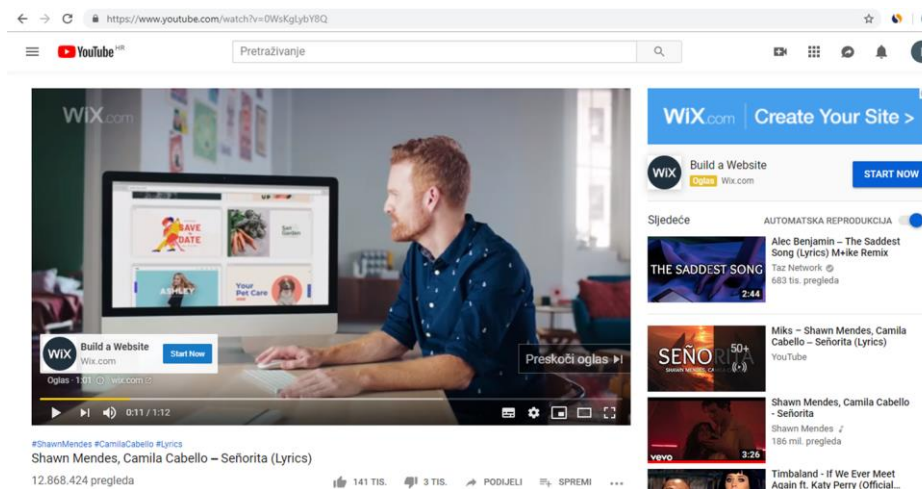 https://www.youtube.com/watch?v=0WsKgLybY8Q
YouTube HR
Pretraživanje
WiX.com
SAVE
DATE
ASHLEY
Your
Pet Care
WiX
Build a Website
Wix.com
Start Now
Oglas · 1:01
wix.com
Preskoči oglas
0:11 / 1:12
#ShawnMendes #CamilaCabello #Lyrics
Shawn Mendes, Camila Cabello – Señorita (Lyrics)
12.868.424 pregleda
141 TIS.
3 TIS.
PODIJELI
SPREMI
WiX.com | Create Your Site >
WiX
Build a Website
Oglas Wix.com
START NOW
Sljedeće
AUTOMATSKA REPRODUKCIJA
THE SADDEST SONG
2:44
Alec Benjamin – The Saddest
Song (Lyrics) M+ike Remix
Taz Network
683 tis. pregleda
SEÑORITA
50+
Miks – Shawn Mendes, Camila
Cabello – Señorita (Lyrics)
YouTube
vevo
3:26
Shawn Mendes, Camila Cabello
- Señorita
Shawn Mendes
186 mil. pregleda
Timbaland - If We Ever Meet
Again ft. Katy Perry (Official...